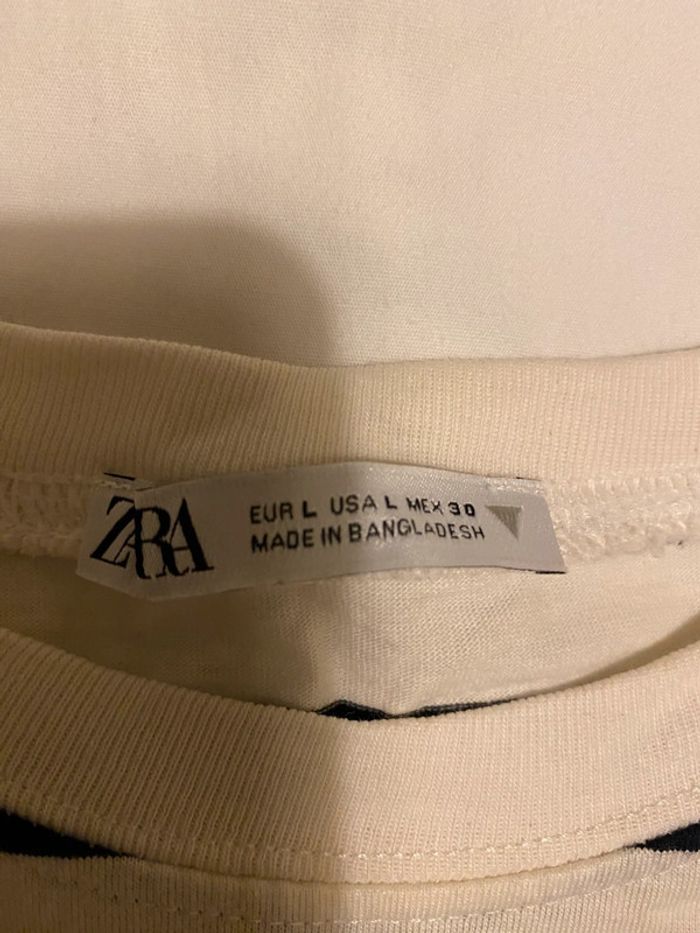 ZARA
EUR L USA L MEX 30
MADE IN BANGLADESH